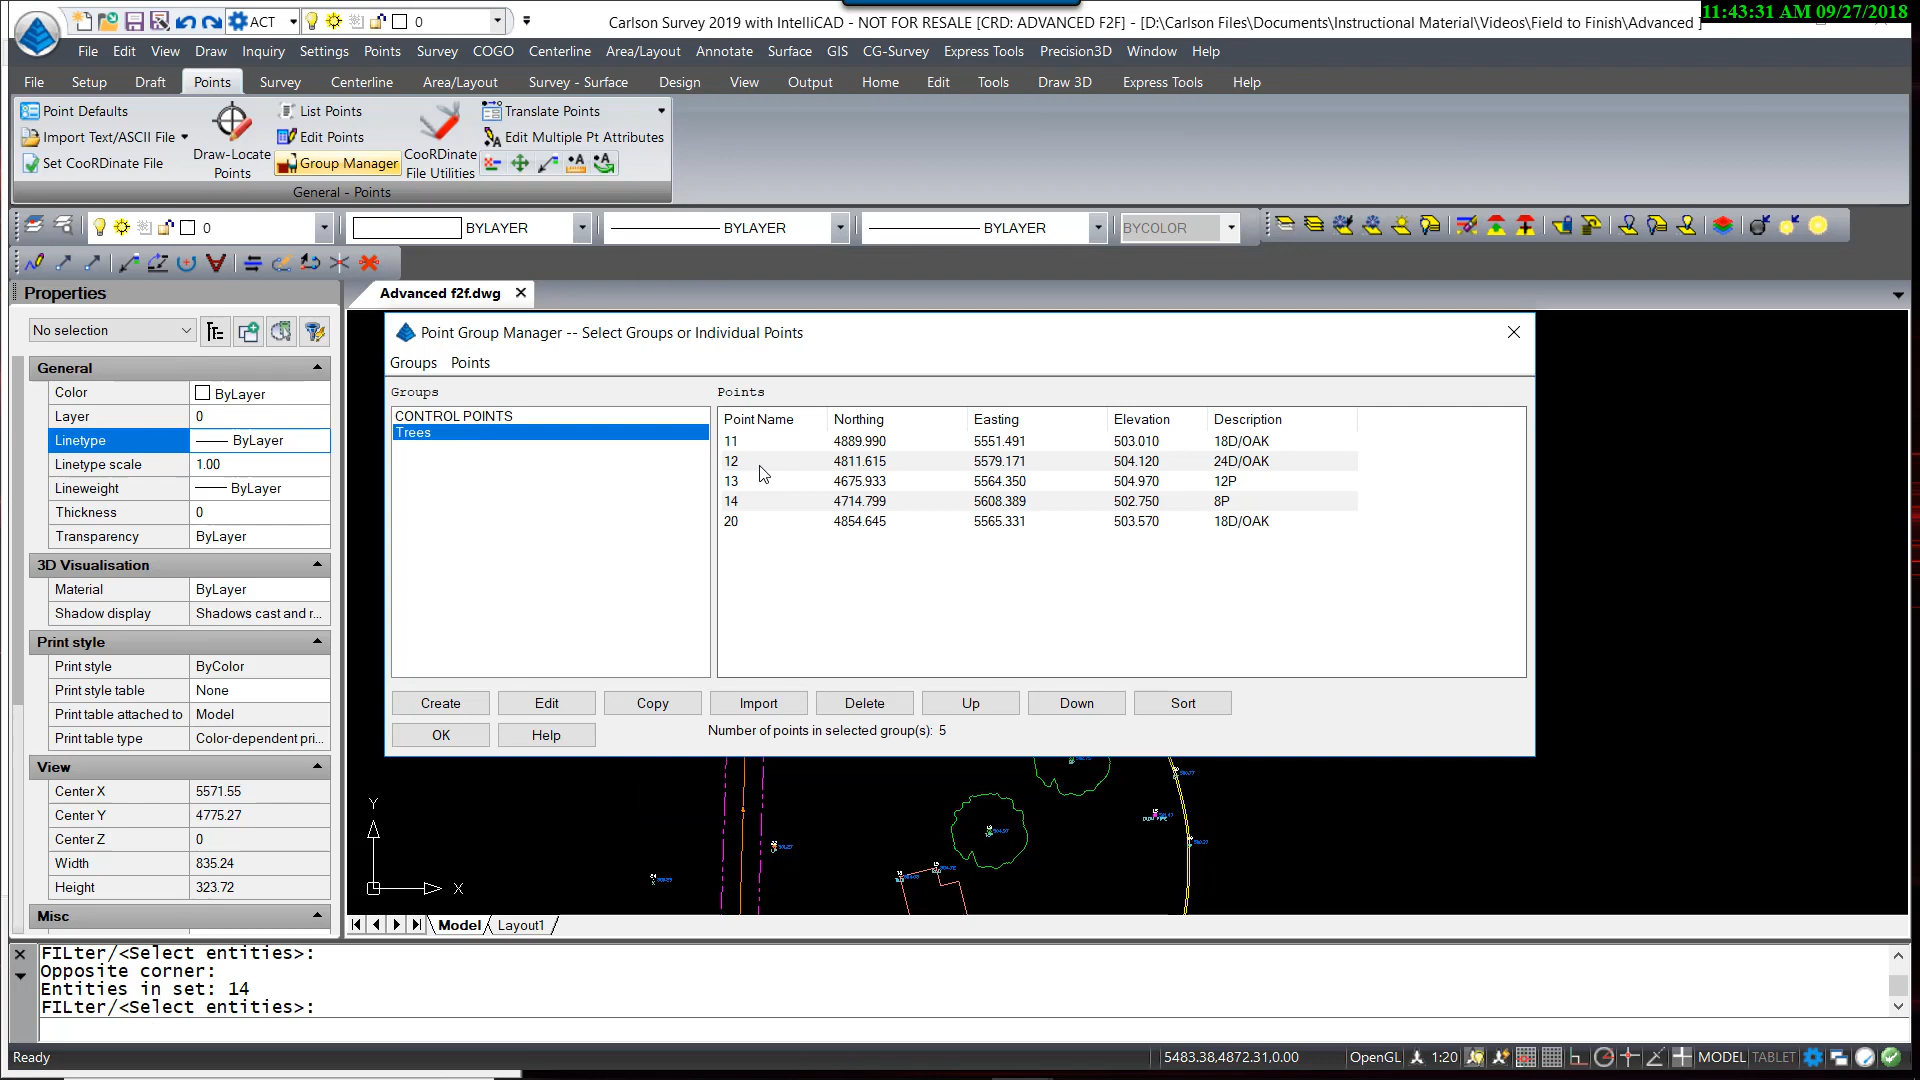 ACT
0
Carlson Survey 2019 with IntelliCAD - NOT FOR RESALE [CRD: ADVANCED F2F] - [D:\Carlson Files\Documents\Instructional Material\Videos\Field to Finish\Advanced
11:43:31 AM 09/27/2018
File Edit View Draw Inquiry Settings Points Survey COGO Centerline Area/Layout Annotate Surface GIS CG-Survey Express Tools Precision3D Window Help
File Setup Draft Points Survey Centerline Area/Layout Survey - Surface Design View Output Home Edit Tools Draw 3D Express Tools Help
Point Defaults
Import Text/ASCII File
Set CooRDinate File
Draw-Locate
Points
List Points
Edit Points
Group Manager
CooRDinate
File Utilities
Translate Points
Edit Multiple Pt Attributes
General - Points
0 BYLAYER BYLAYER BYLAYER BYCOLOR
Properties
No selection
General
Color ByLayer
Layer 0
Linetype ByLayer
Linetype scale 1.00
Lineweight ByLayer
Thickness 0
Transparency ByLayer
3D Visualisation
Material ByLayer
Shadow display Shadows cast and r...
Print style
Print style ByColor
Print style table None
Print table attached to Model
Print table type Color-dependent pri...
View
Center X 5571.55
Center Y 4775.27
Center Z 0
Width 835.24
Height 323.72
Misc
Advanced f2f.dwg
Point Group Manager -- Select Groups or Individual Points
Groups Points
Groups
CONTROL POINTS
Trees
Points
Point Name Northing Easting Elevation Description
11 4889.990 5551.491 503.010 18D/OAK
12 4811.615 5579.171 504.120 24D/OAK
13 4675.933 5564.350 504.970 12P
14 4714.799 5608.389 502.750 8P
20 4854.645 5565.331 503.570 18D/OAK
Create Edit Copy Import Delete Up Down Sort
OK Help
Number of points in selected group(s): 5
Y
X
Model Layout1
FILter/<Select entities>:
Opposite corner:
Entities in set: 14
FILter/<Select entities>:
Ready
5483.38,4872.31,0.00 OpenGL 1:20 MODEL TABLET